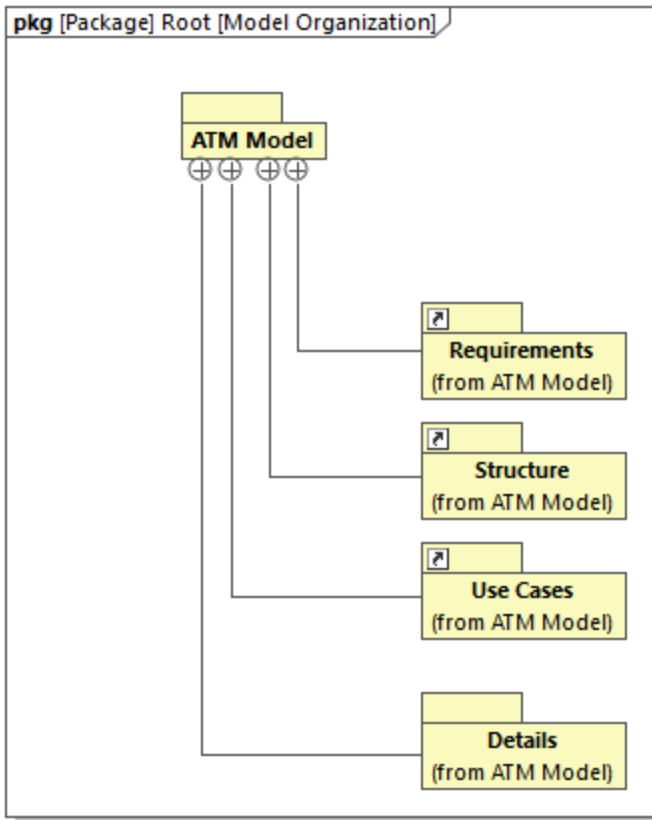 pkg [Package] Root [Model Organization]
ATM Model
Requirements
(from ATM Model)
Structure
(from ATM Model)
Use Cases
(from ATM Model)
Details
(from ATM Model)